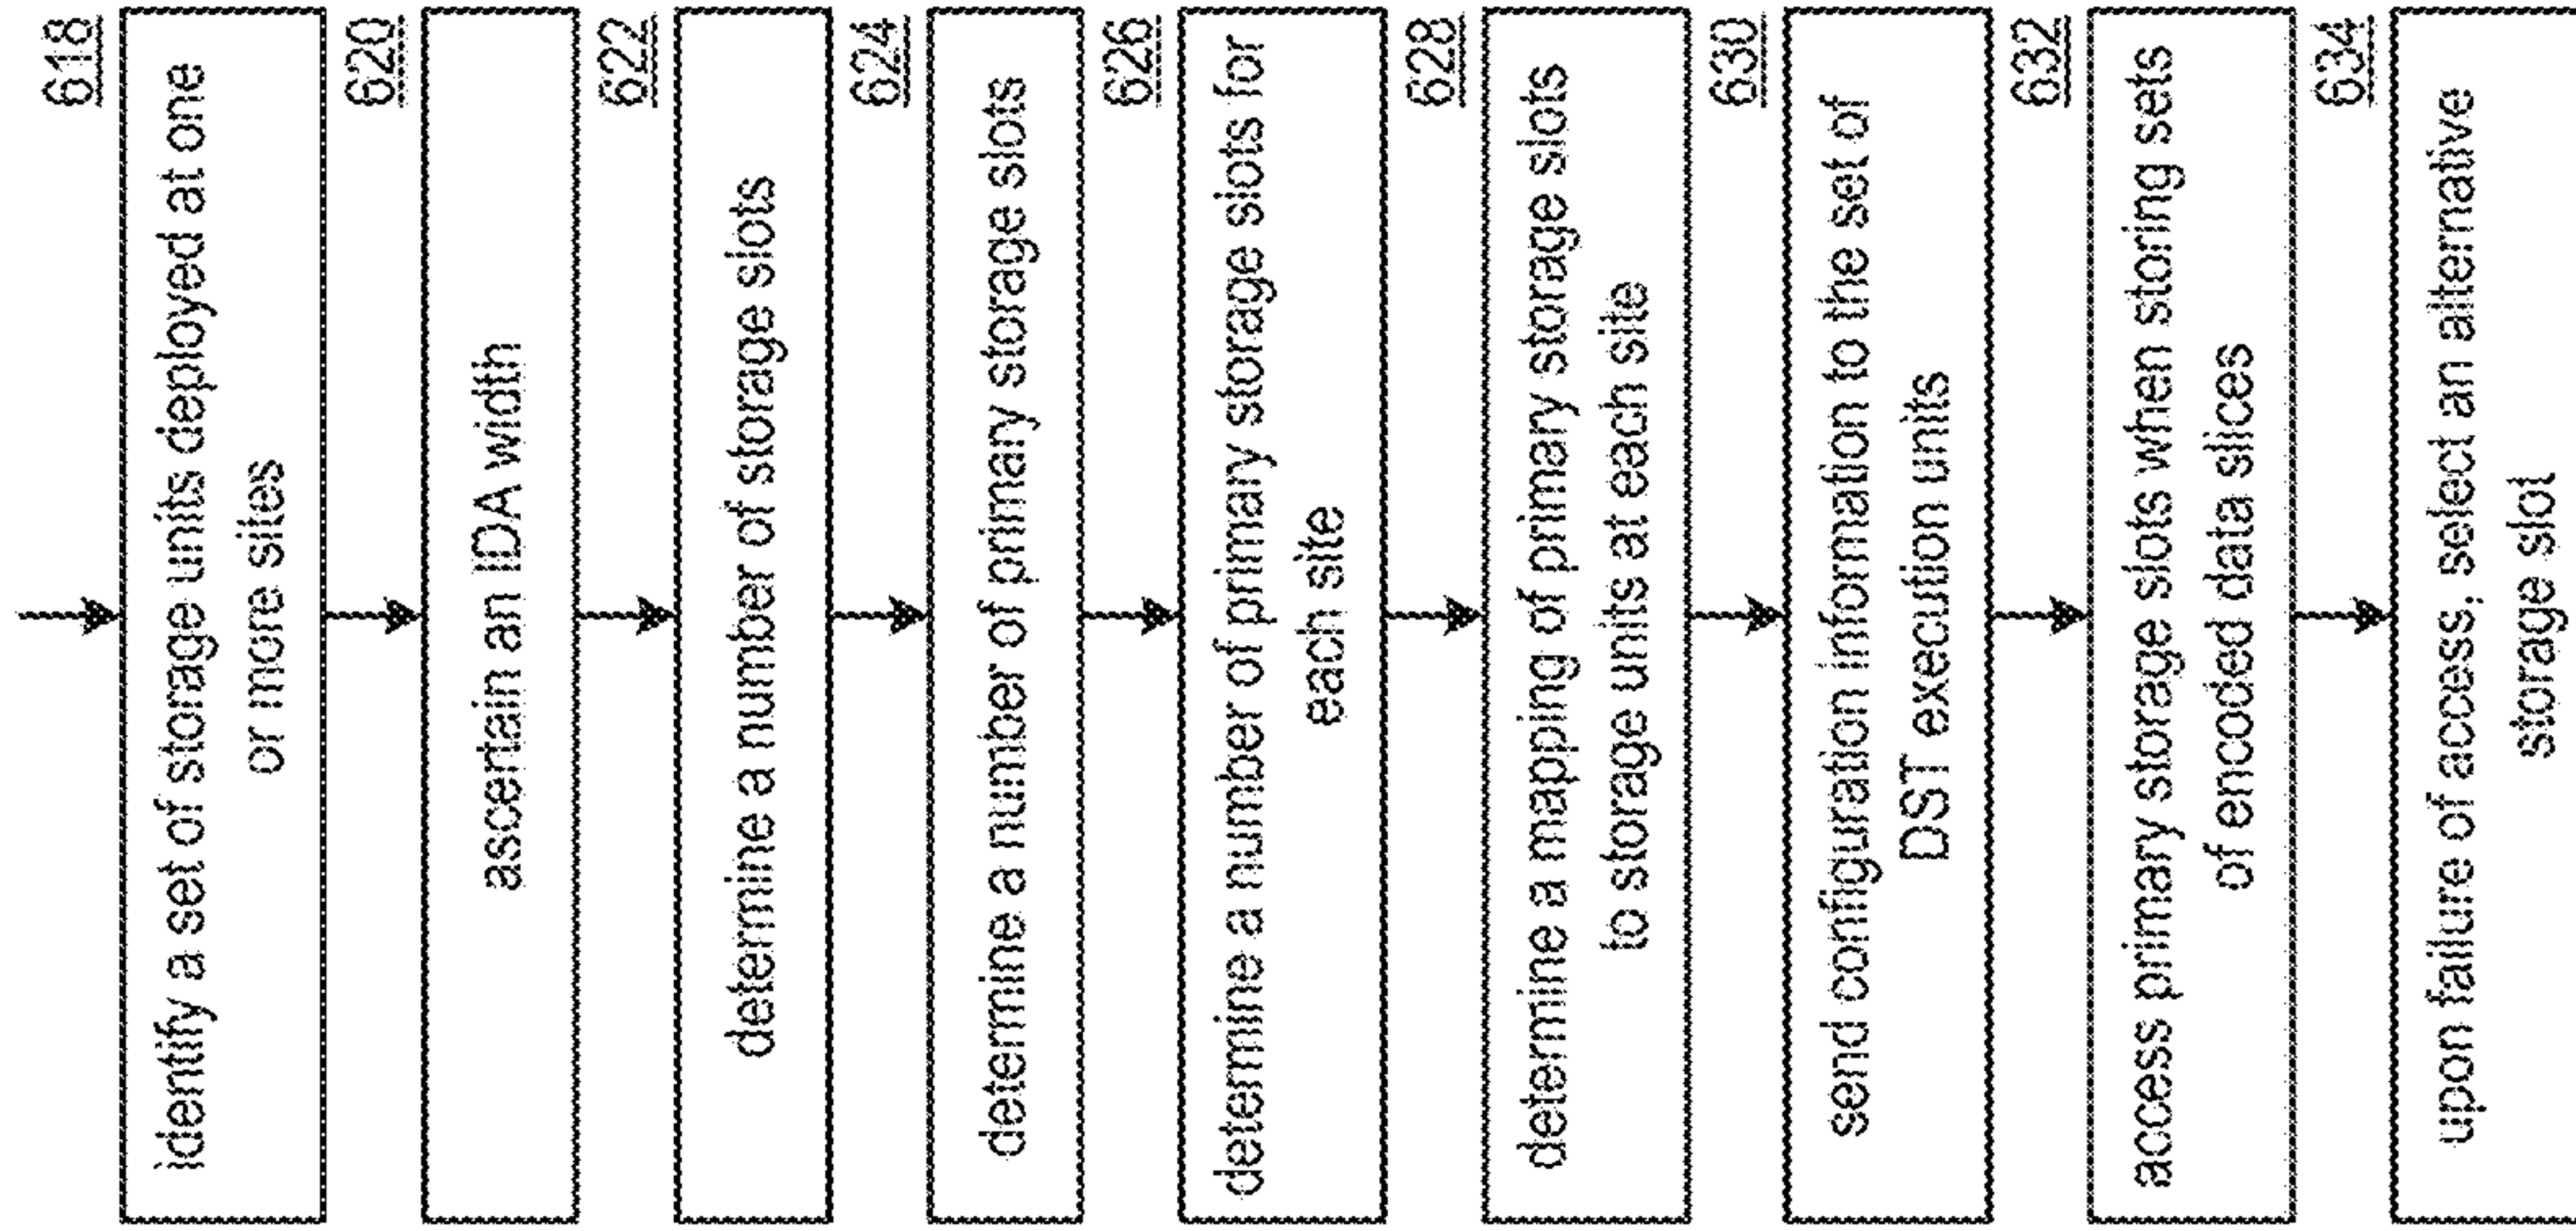 618
identify a set of storage units deployed at one
or more sites
620
ascertain an IDA width
622
determine a number of storage slots
624
determine a number of primary storage slots
626
determine a number of primary storage slots for
each site
628
determine a mapping of primary storage slots
to storage units at each site
630
send configuration information to the set of
DST execution units
632
access primary storage slots when storing sets
of encoded data slices
634
upon failure of access, select an alternative
storage slot